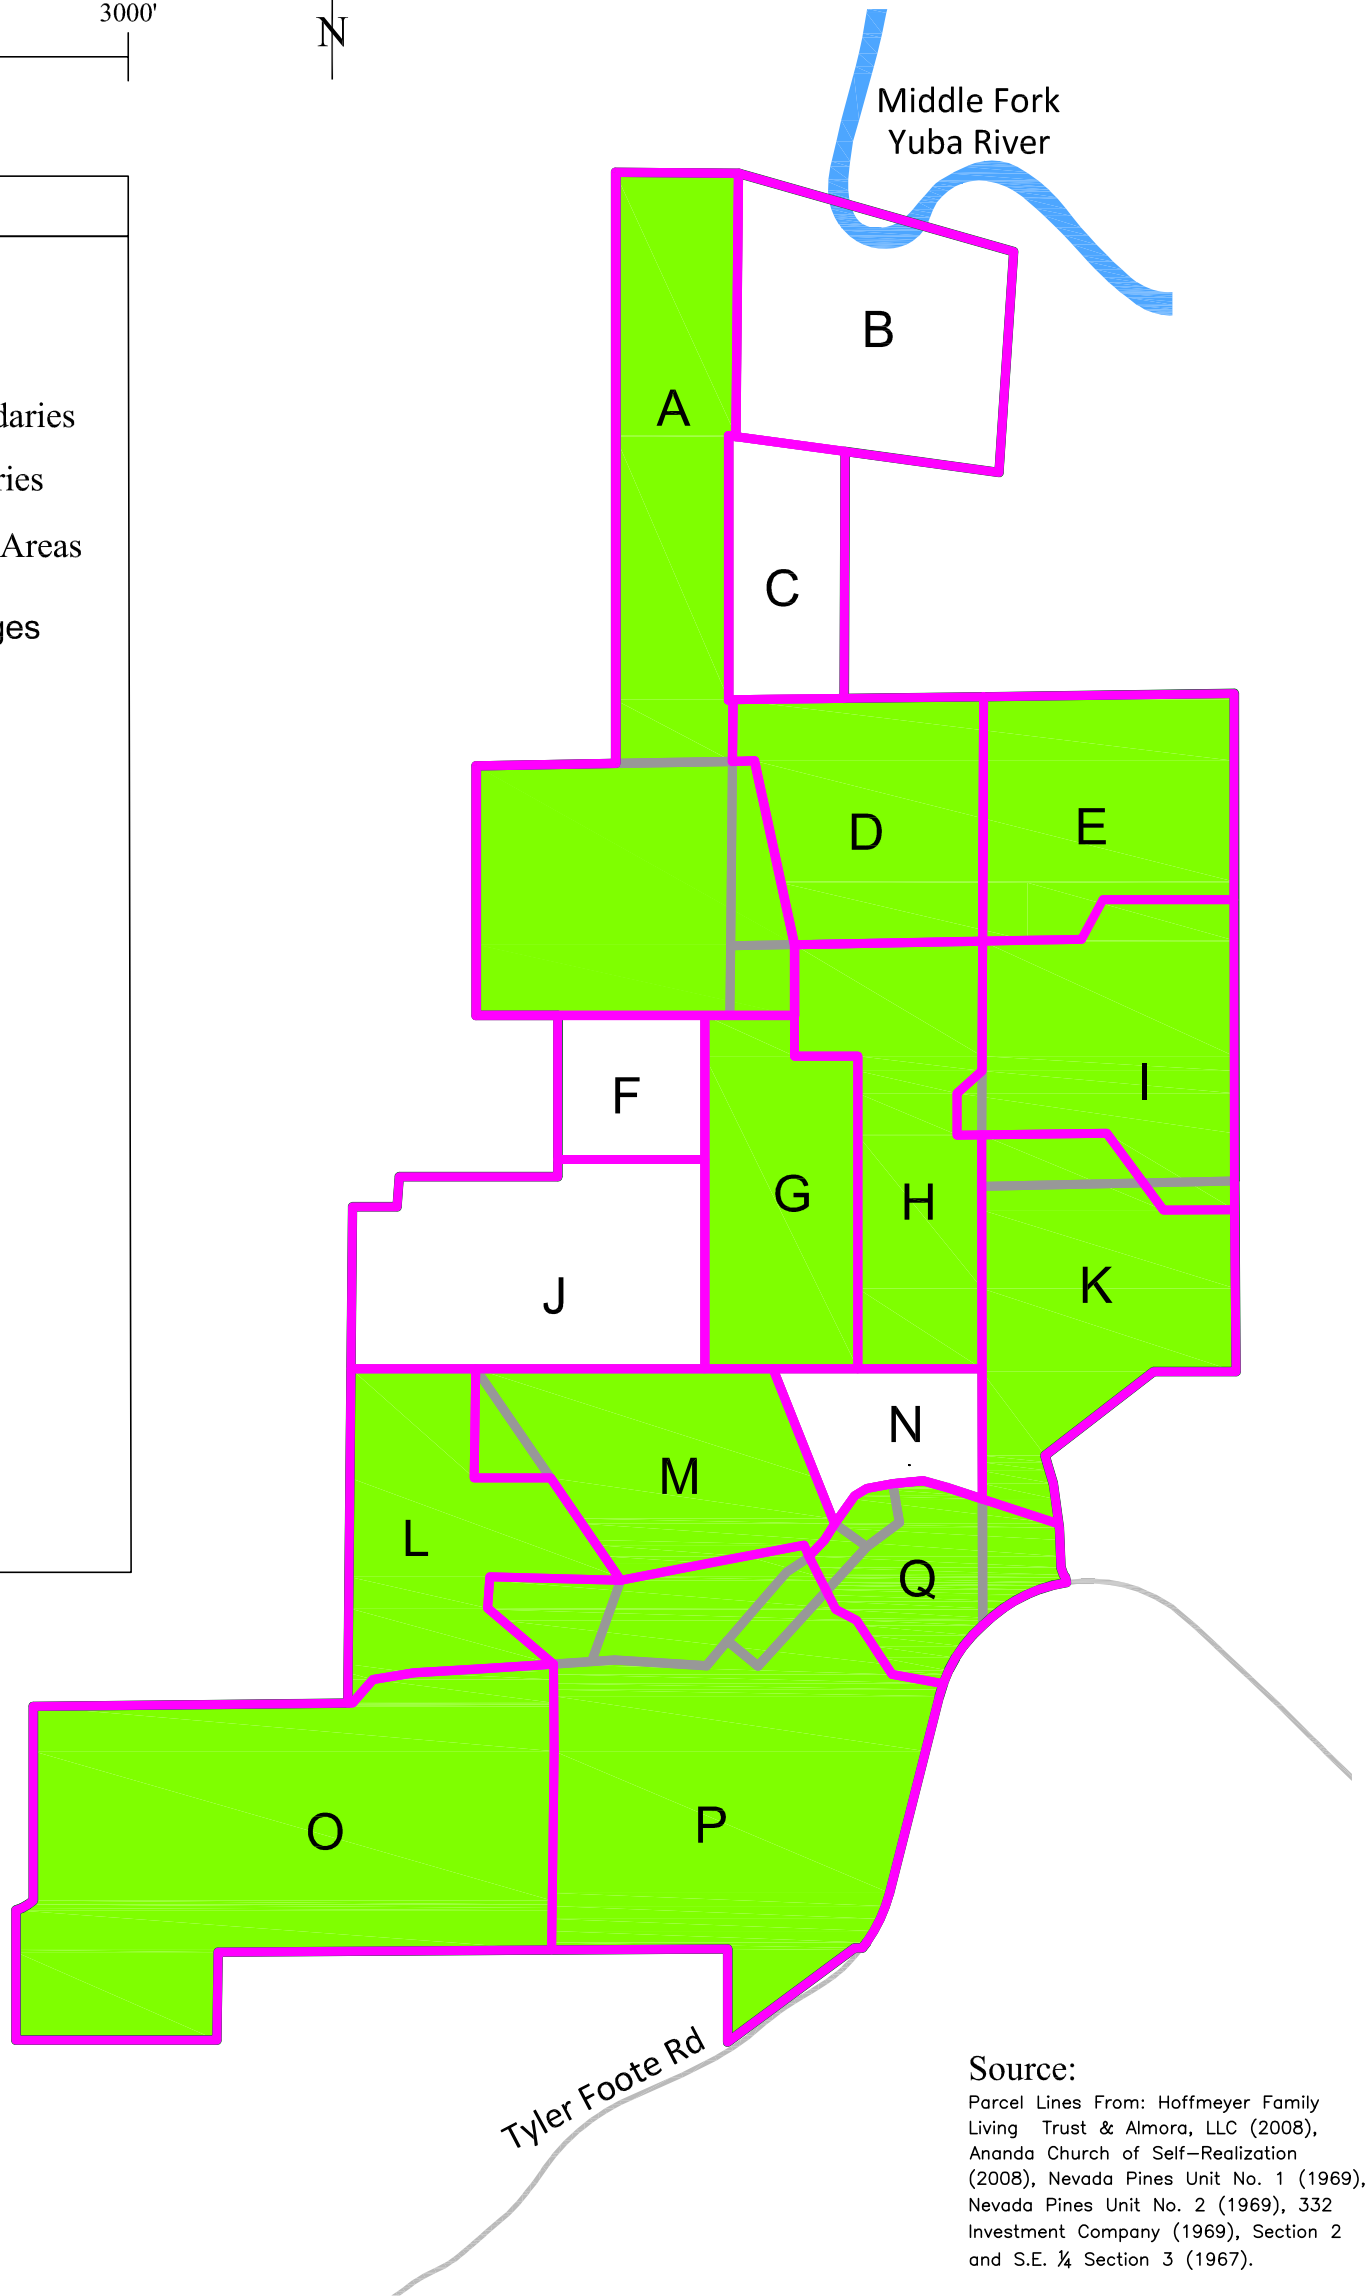 3000'
N
Middle Fork
Yuba River
B
A
daries
ries
Areas
C
ges
D
E
F
I
G
H
K
J
N
M
L
Q
O
P
Tyler Foote Rd
Source:
Parcel Lines From: Hoffmeyer Family
Living Trust & Almora, LLC (2008),
Ananda Church of Self-Realization
(2008), Nevada Pines Unit No. 1 (1969),
Nevada Pines Unit No. 2 (1969), 332
Investment Company (1969), Section 2
and S.E. ¼ Section 3 (1967).